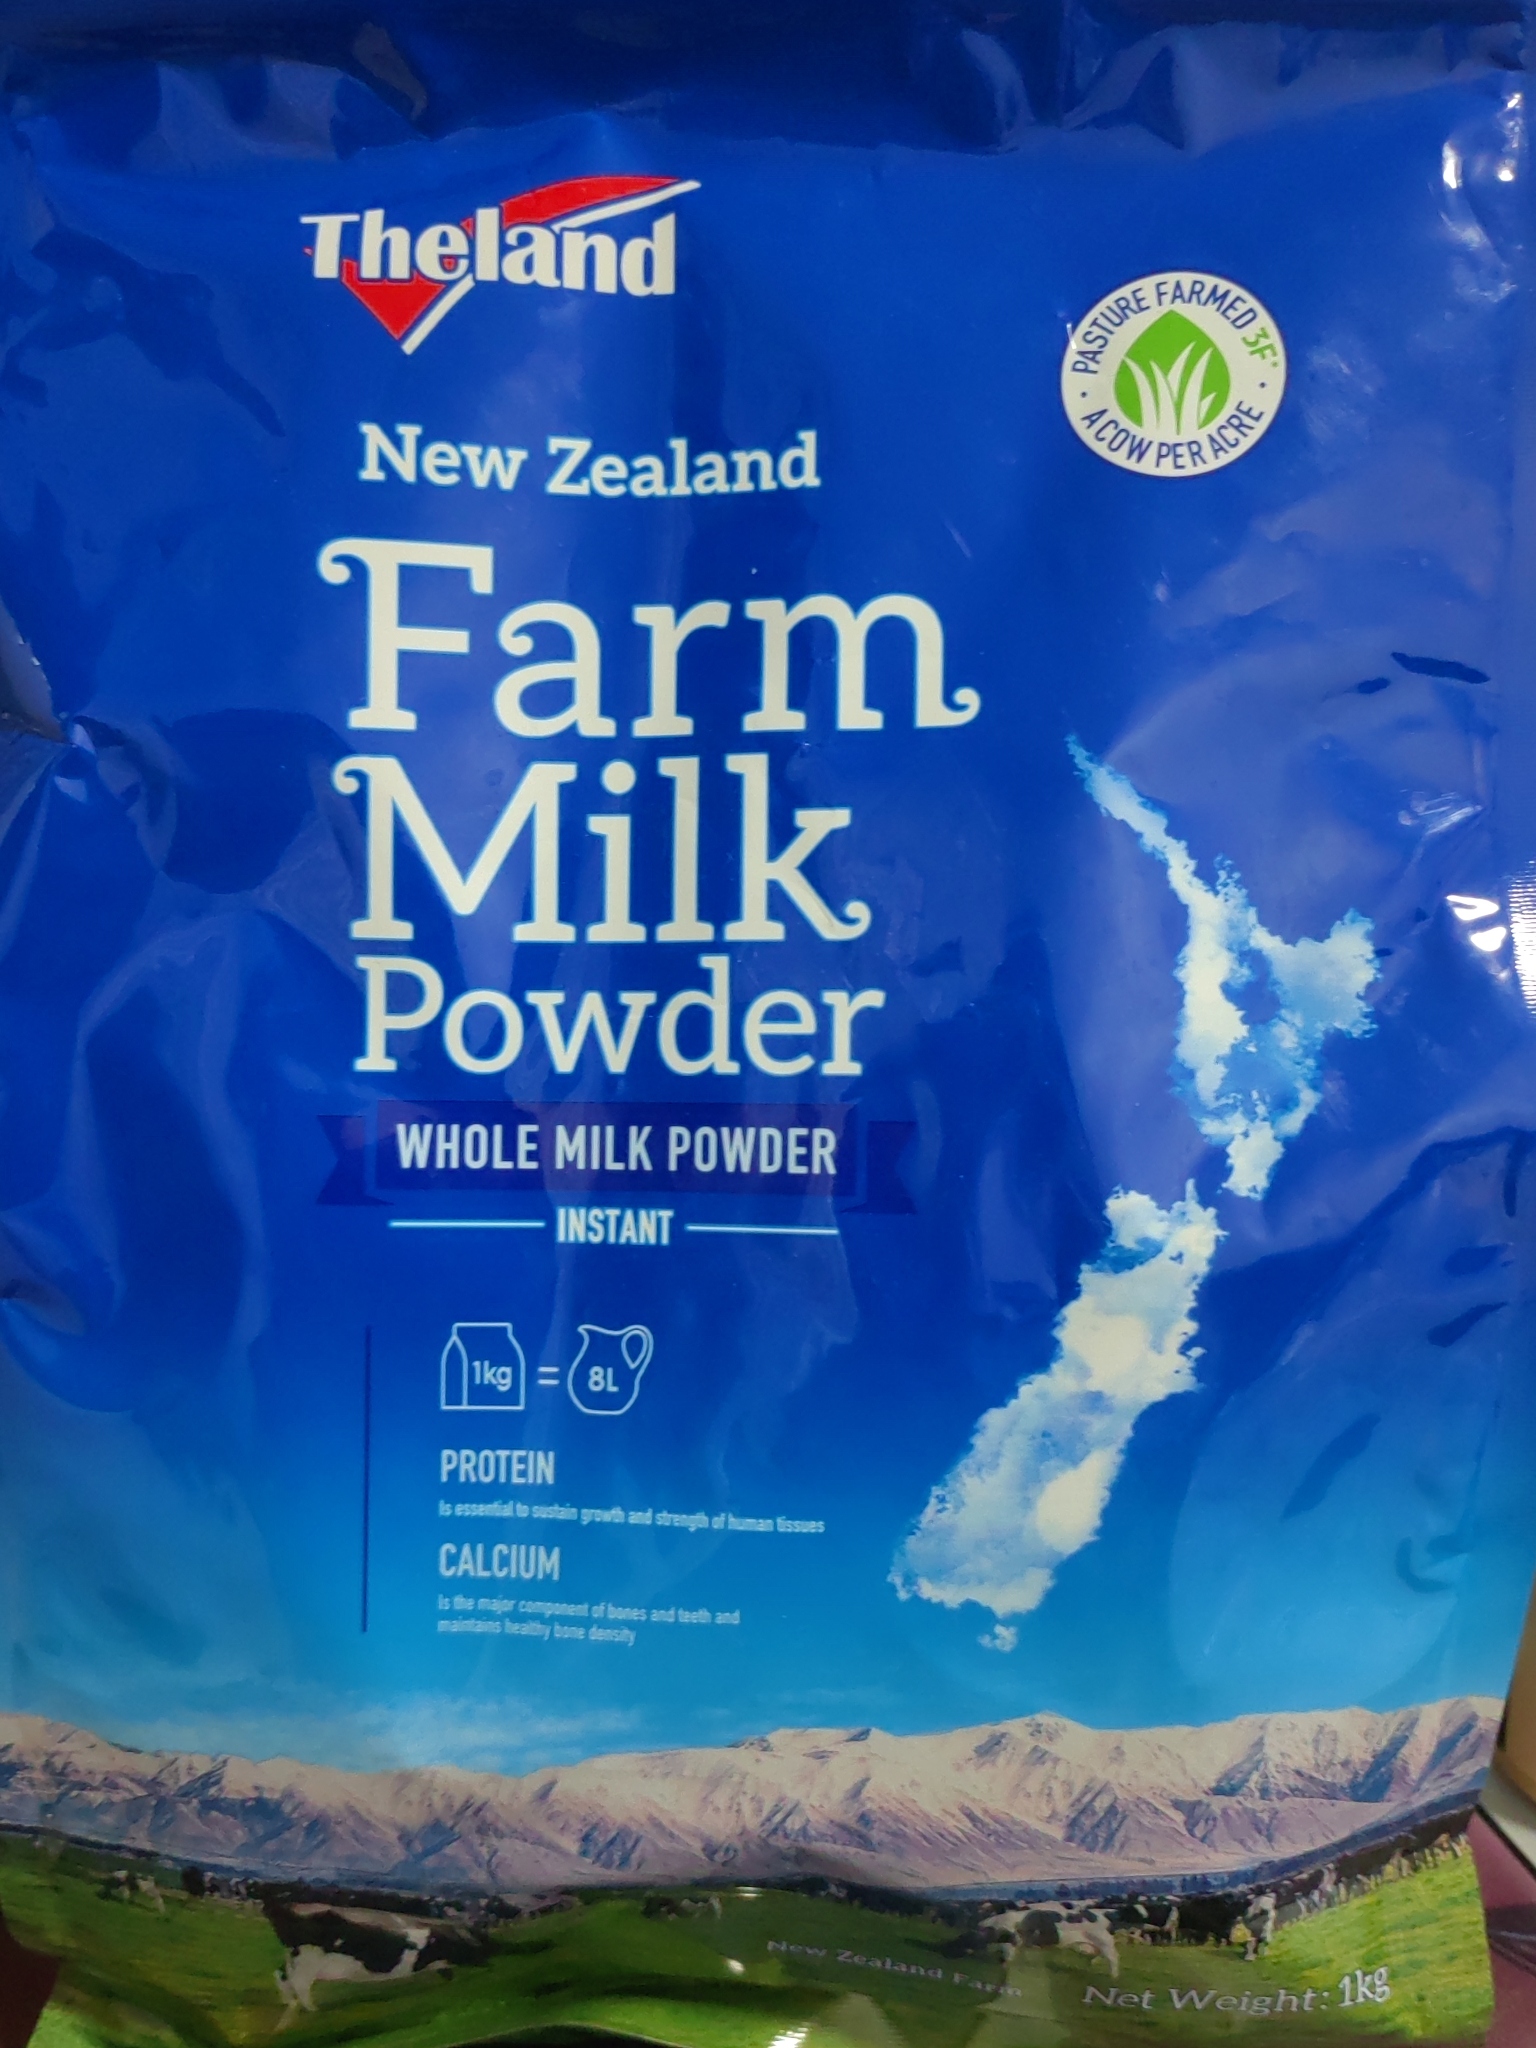 Theland
PASTURE FARMED 3F*
A COW PER ACRE
New Zealand
Farm
Milk
Powder
WHOLE MILK POWDER
INSTANT
1kg = 8L
PROTEIN
Is essential to sustain growth and strength of human tissues
CALCIUM
Is the major component of bones and teeth and
maintains healthy bone density
New Zealand Farm
Net Weight: 1kg